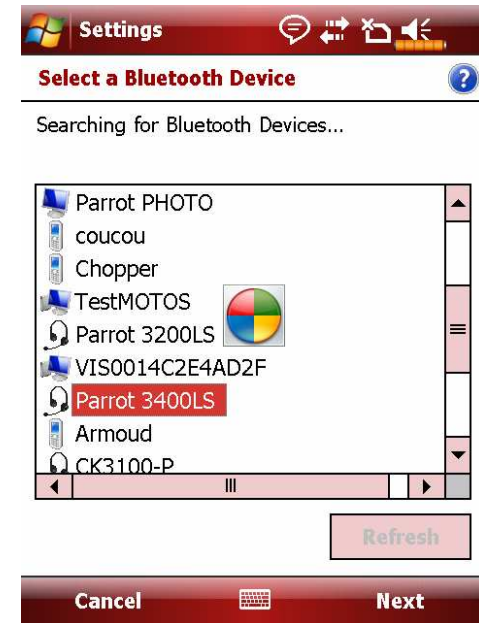 Settings
Select a Bluetooth Device
Searching for Bluetooth Devices...
Parrot PHOTO
coucou
Chopper
TestMOTOS
Parrot 3200LS
VIS0014C2E4AD2F
Parrot 3400LS
Armoud
CK3100-P
Refresh
Cancel
Next